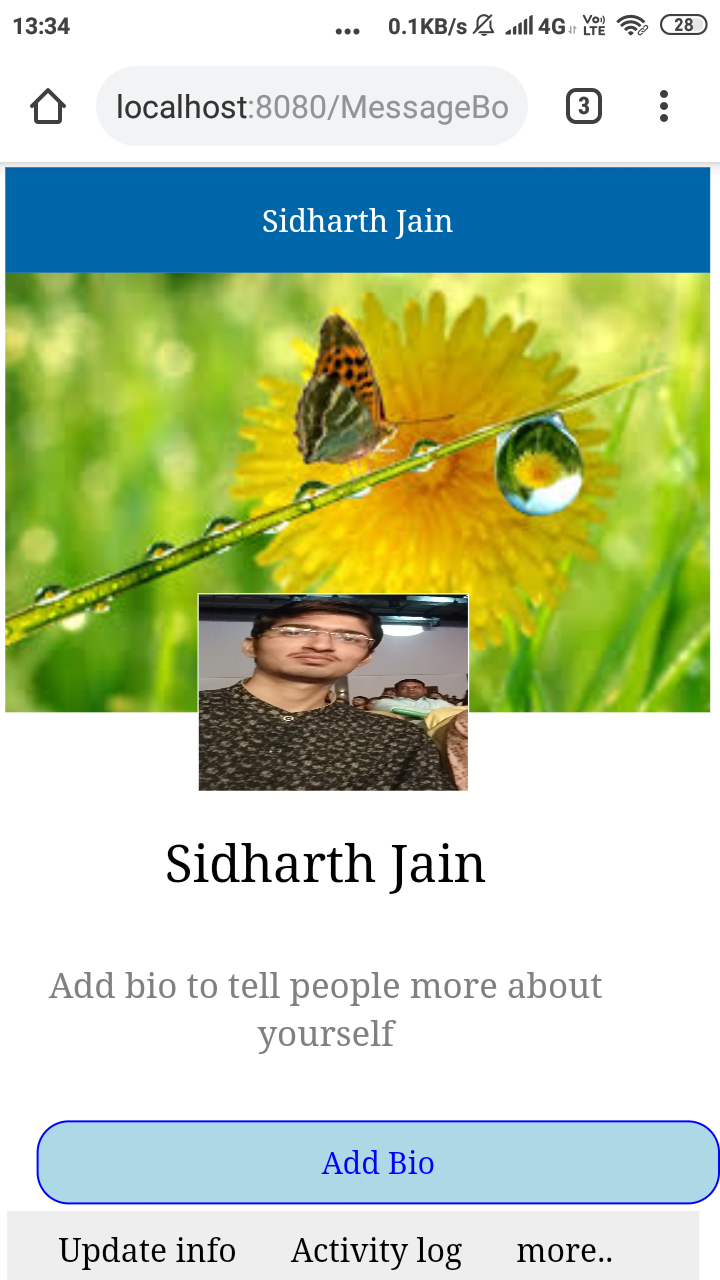 13:34 ... 0.1KB/s 4G Vo) LTE 28
localhost:8080/MessageBo 3
Sidharth Jain
Sidharth Jain
Add bio to tell people more about
yourself
Add Bio
Update info Activity log more..